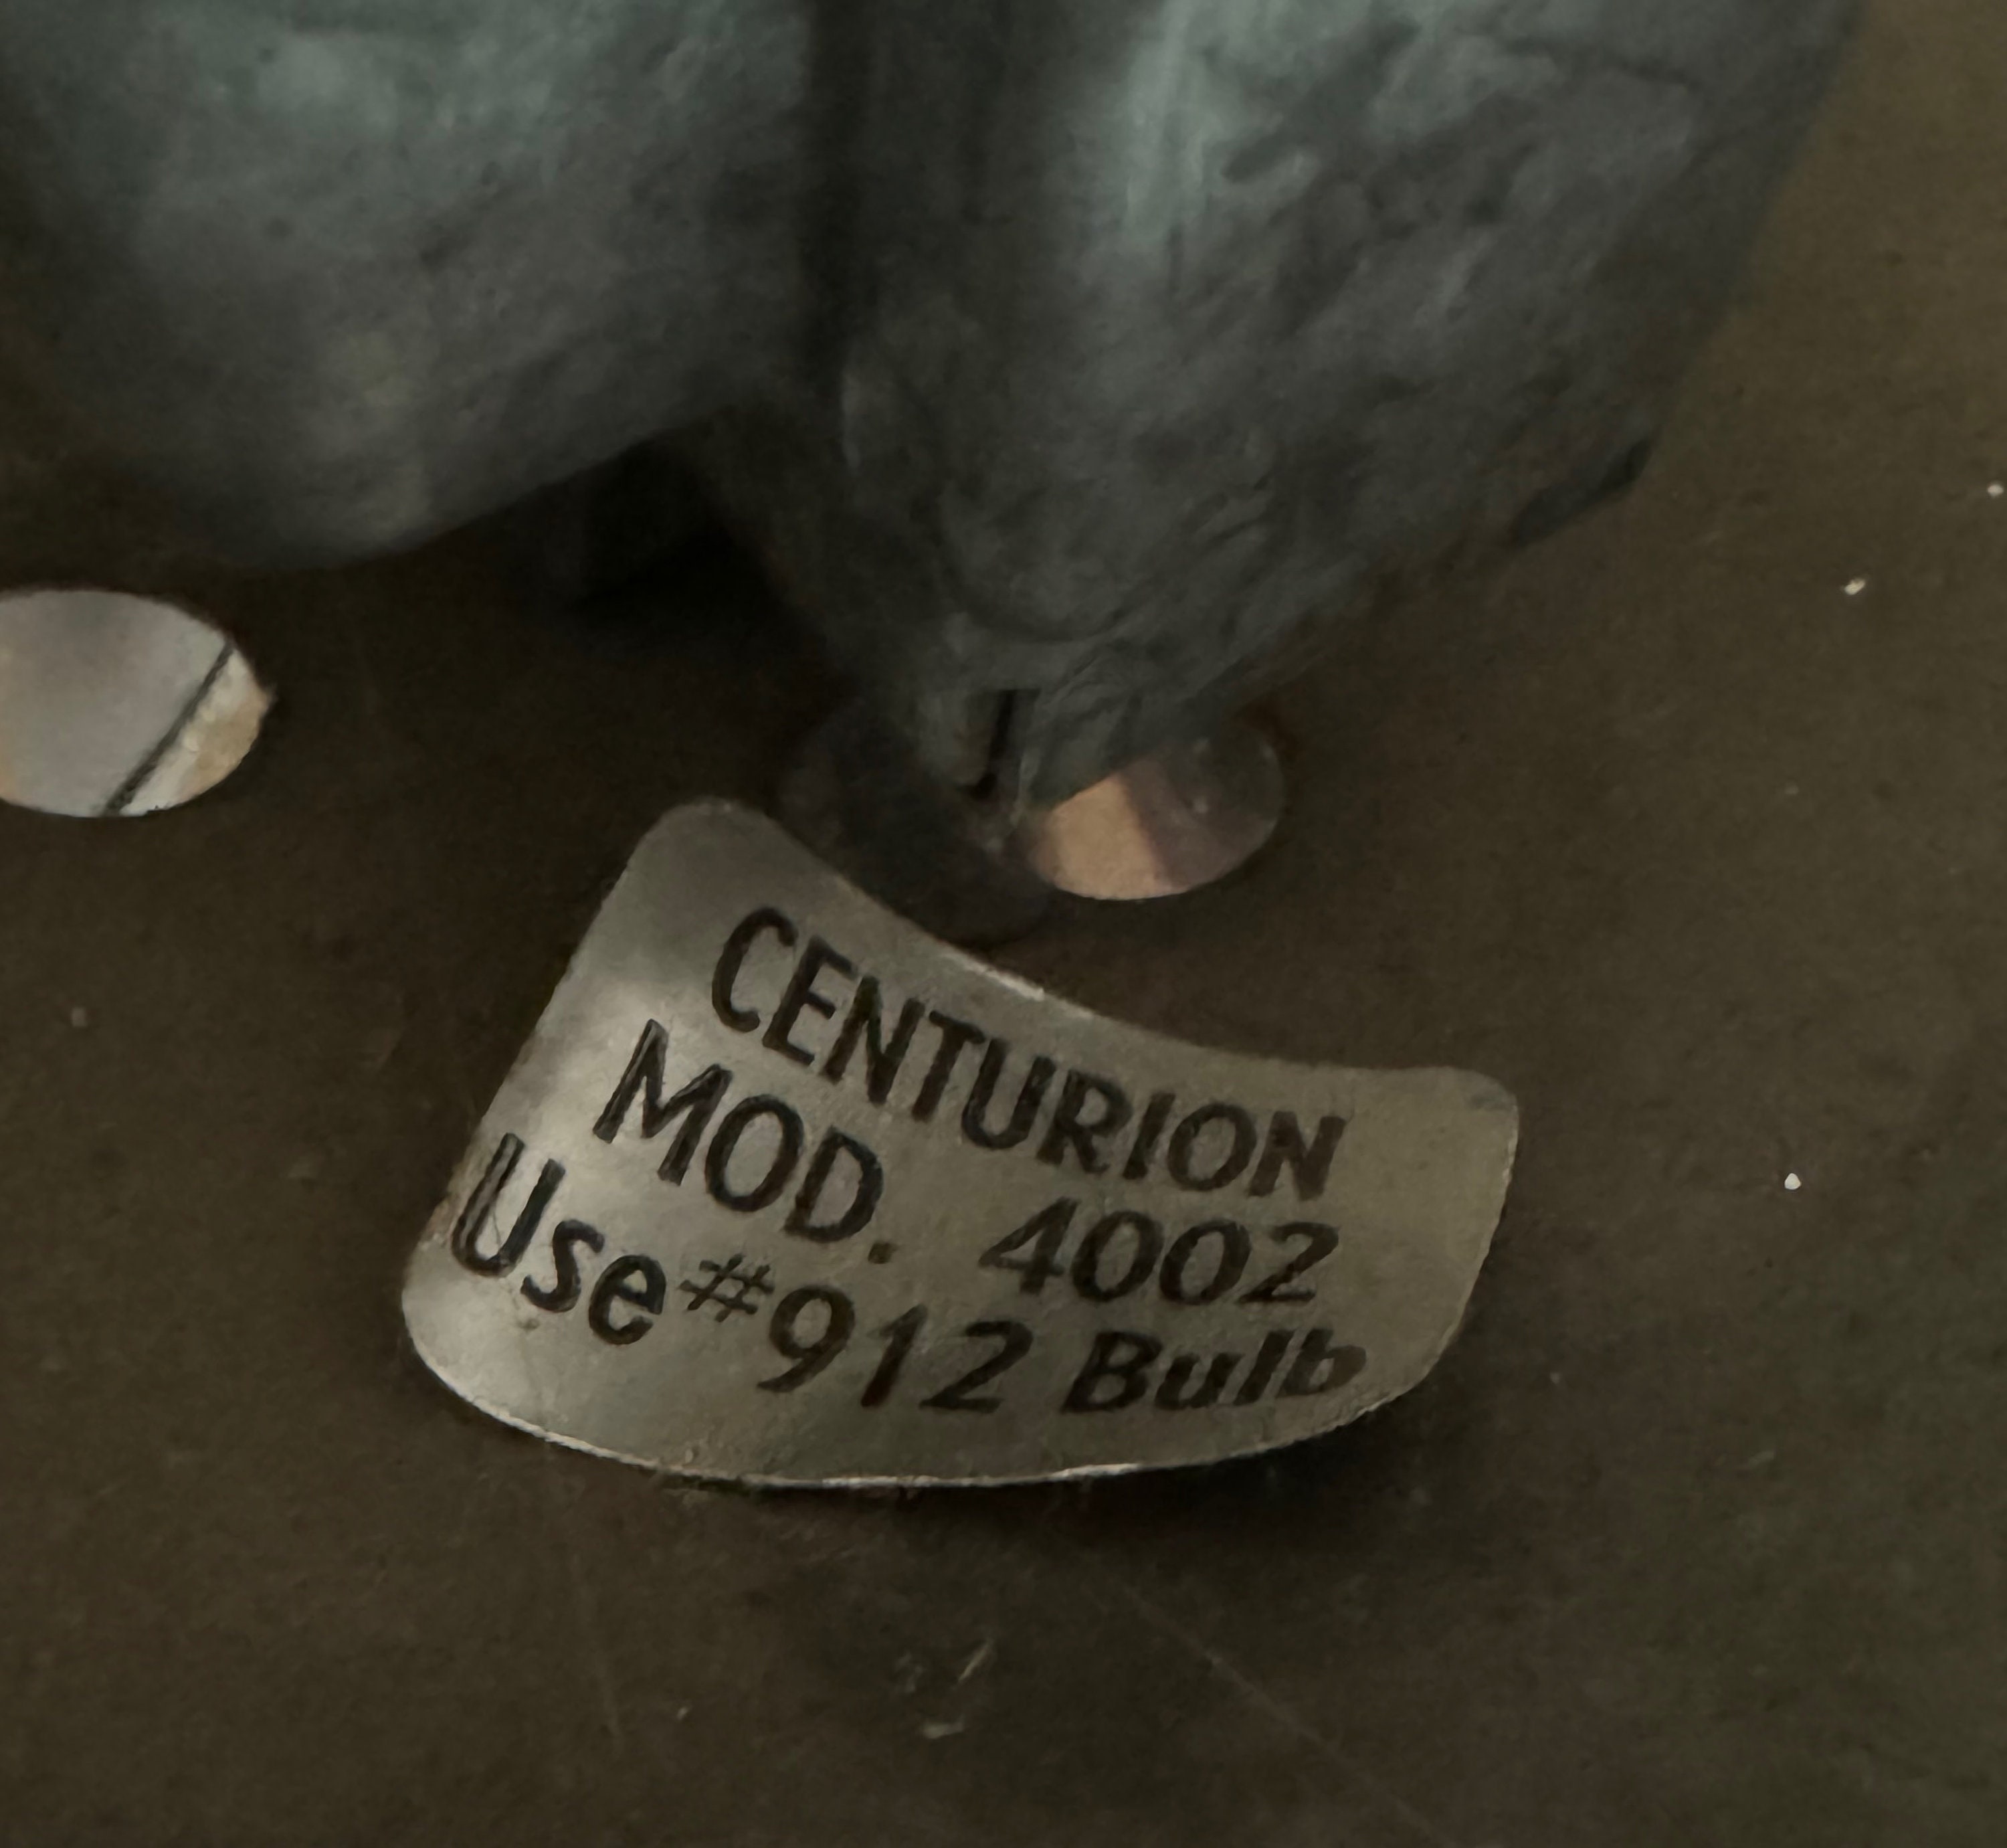 CENTURION
MOD. 4002
Use #912 Bulb